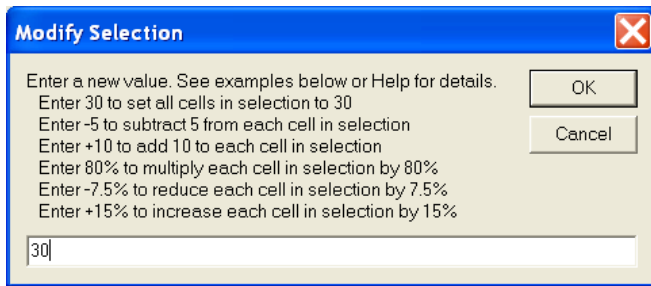 Modify Selection
Enter a new value. See examples below or Help for details.
Enter 30 to set all cells in selection to 30
Enter -5 to subtract 5 from each cell in selection
Enter +10 to add 10 to each cell in selection
Enter 80% to multiply each cell in selection by 80%
Enter -7.5% to reduce each cell in selection by 7.5%
Enter +15% to increase each cell in selection by 15%
OK
Cancel
30